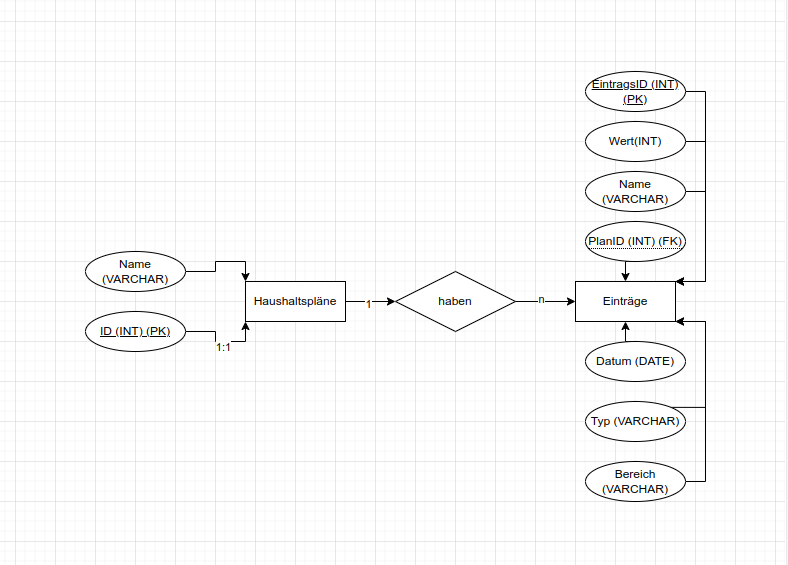 EintragsID (INT)
(PK)
Wert(INT)
Name
(VARCHAR)
PlanID (INT) (FK)
Name
(VARCHAR)
Haushaltspläne
1
haben
n
Einträge
ID (INT) (PK)
1:1
Datum (DATE)
Typ (VARCHAR)
Bereich
(VARCHAR)